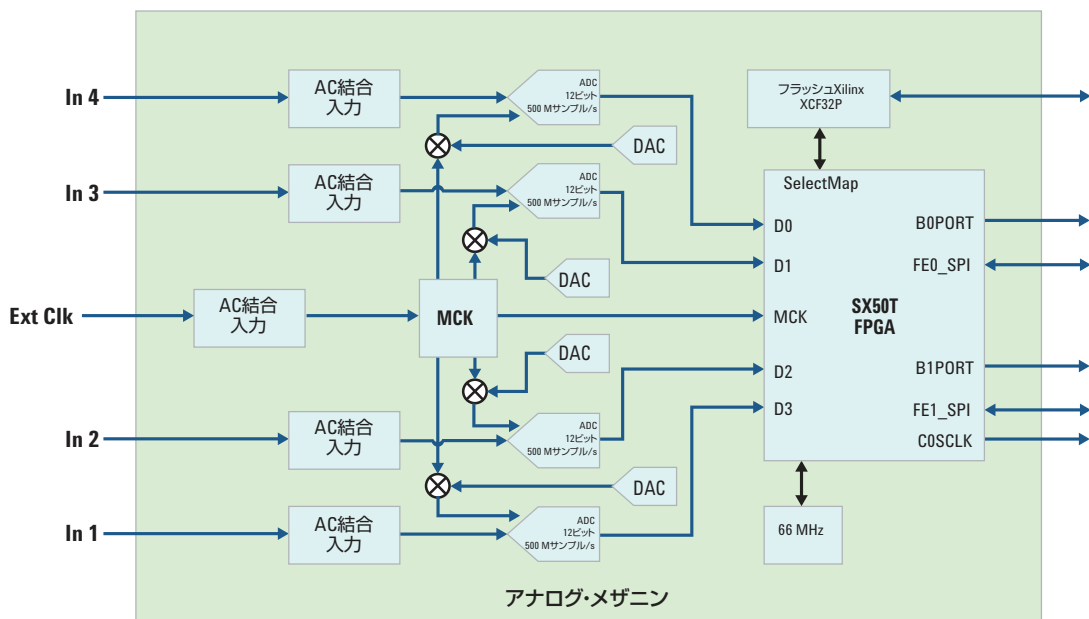 In 4
AC結合
入力
ADC
12ビット
500 Mサンプル/s
DAC
フラッシュXilinx
XCF32P
In 3
AC結合
入力
ADC
12ビット
500 Mサンプル/s
DAC
SelectMap
D0
B0PORT
D1
FE0_SPI
Ext Clk
AC結合
入力
MCK
MCK
SX50T
FPGA
DAC
D2
B1PORT
D3
FE1_SPI
C0SCLK
In 2
AC結合
入力
ADC
12ビット
500 Mサンプル/s
DAC
In 1
AC結合
入力
ADC
12ビット
500 Mサンプル/s
66 MHz
アナログ・メザニン